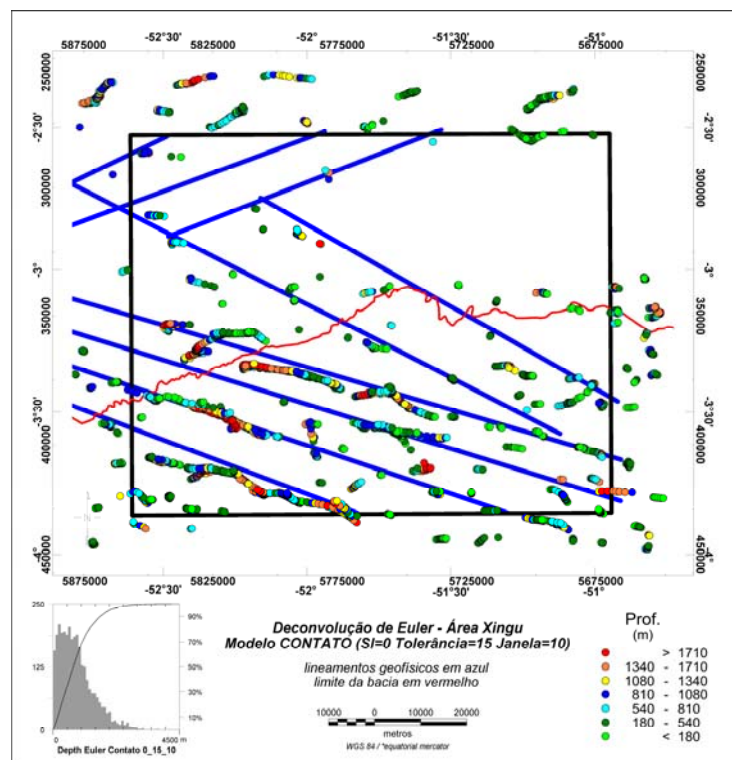 5875000 -52°30' 5825000 -52° 5775000 -51°30' 5725000 5675000 -51°
250000 250000
-2°30' -2°30'
300000 300000
-3° -3°
350000 350000
-3°30' -3°30'
400000 400000
450000 -4° 450000 -4°
5875000 -52°30' 5825000 -52° 5775000 -51°30' 5725000 5675000 -51°
250 90%
70%
125 50%
30%
10%
0
0 4500 m
Depth Euler Contato 0_15_10
Deconvolução de Euler - Área Xingu
Modelo CONTATO (SI=0 Tolerância=15 Janela=10)
lineamentos geofísicos em azul
limite da bacia em vermelho
10000 0 10000 20000
metros
WGS 84 / *equatorial mercator
Prof.
(m)
> 1710
1340 - 1710
1080 - 1340
810 - 1080
540 - 810
180 - 540
< 180